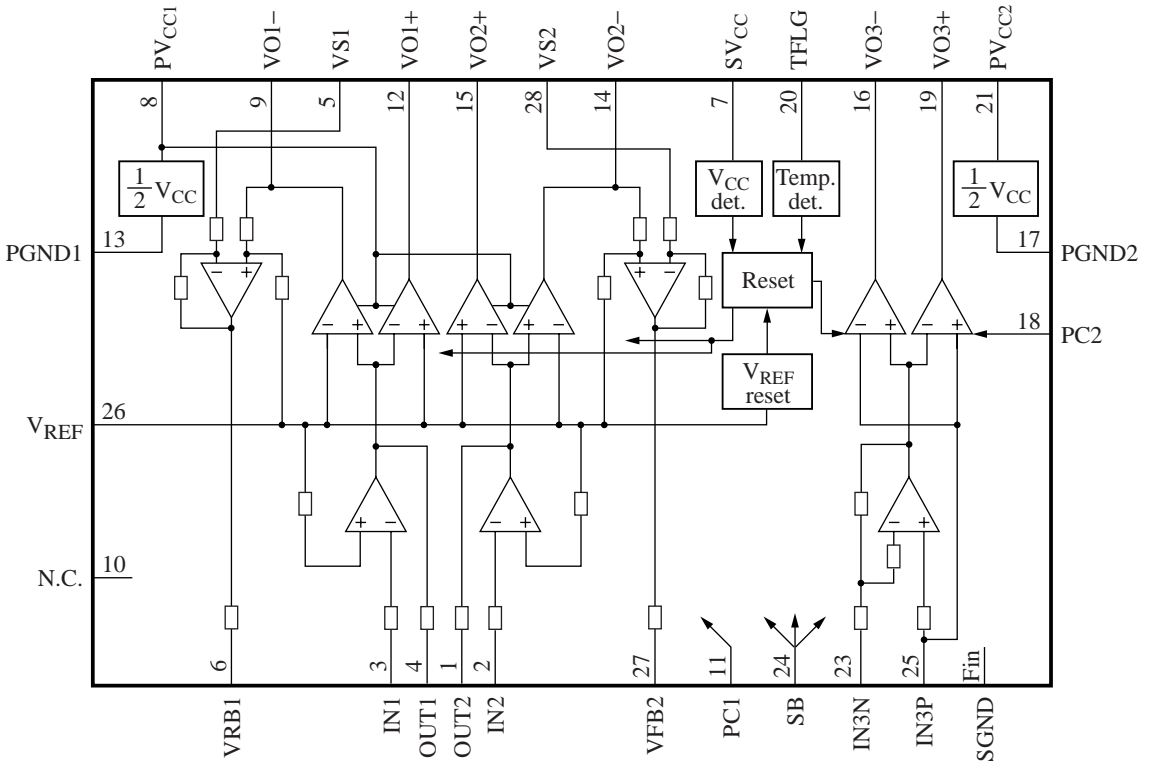 PVCC1
VO1−
VS1
VO1+
VO2+
VS2
VO2−
SVCC
TFLG
VO3−
VO3+
PVCC2
8
9
5
12
15
28
14
7
20
16
19
21
1/2 VCC
VCC
det.
Temp.
det.
1/2 VCC
PGND1
13
17
PGND2
− +
+ −
Reset
− +
− +
+ −
− +
− +
− +
18
PC2
VREF
reset
VREF
26
+ −
− +
− +
N.C.
10
6
3
4
1
2
27
11
24
23
25
Fin
VRB1
IN1
OUT1
OUT2
IN2
VFB2
PC1
SB
IN3N
IN3P
SGND